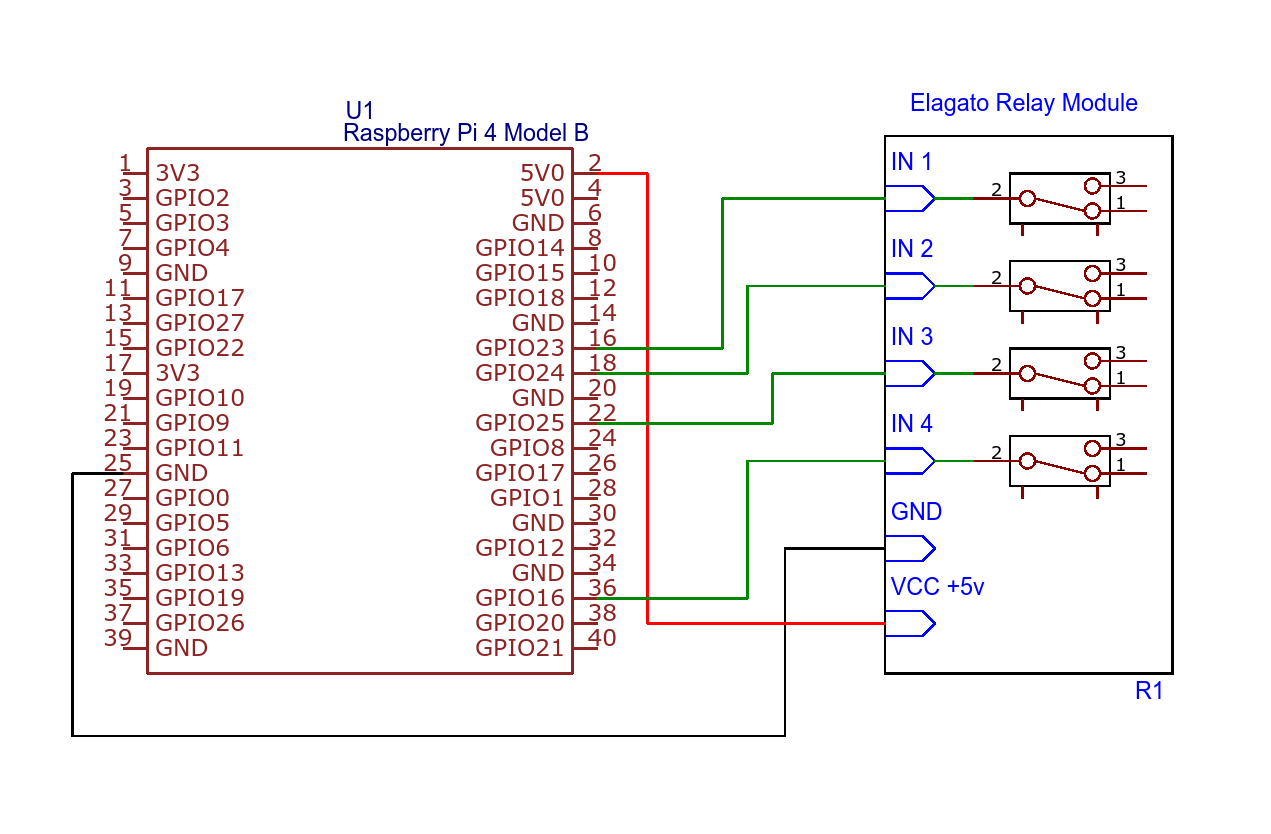 Elagato Relay Module
U1
Raspberry Pi 4 Model B
1 3V3 5V0 2
3 GPIO2 5V0 4
5 GPIO3 GND 6
7 GPIO4 GPIO14 8
9 GND GPIO15 10
11 GPIO17 GPIO18 12
13 GPIO27 GND 14
15 GPIO22 GPIO23 16
17 3V3 GPIO24 18
19 GPIO10 GND 20
21 GPIO9 GPIO25 22
23 GPIO11 GPIO8 24
25 GND GPIO17 26
27 GPIO0 GPIO1 28
29 GPIO5 GND 30
31 GPIO6 GPIO12 32
33 GPIO13 GND 34
35 GPIO19 GPIO16 36
37 GPIO26 GPIO20 38
39 GND GPIO21 40
IN 1
2 3 1
IN 2
2 3 1
IN 3
2 3 1
IN 4
2 3 1
GND
VCC +5v
R1